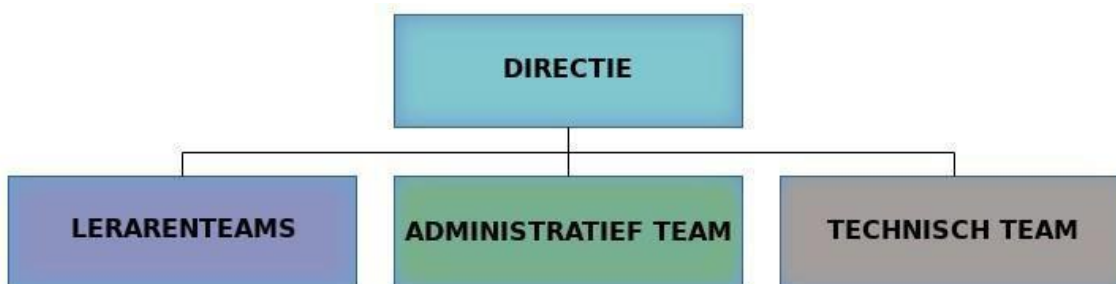 DIRECTIE
LERARENTEAMS
ADMINISTRATIEF TEAM
TECHNISCH TEAM